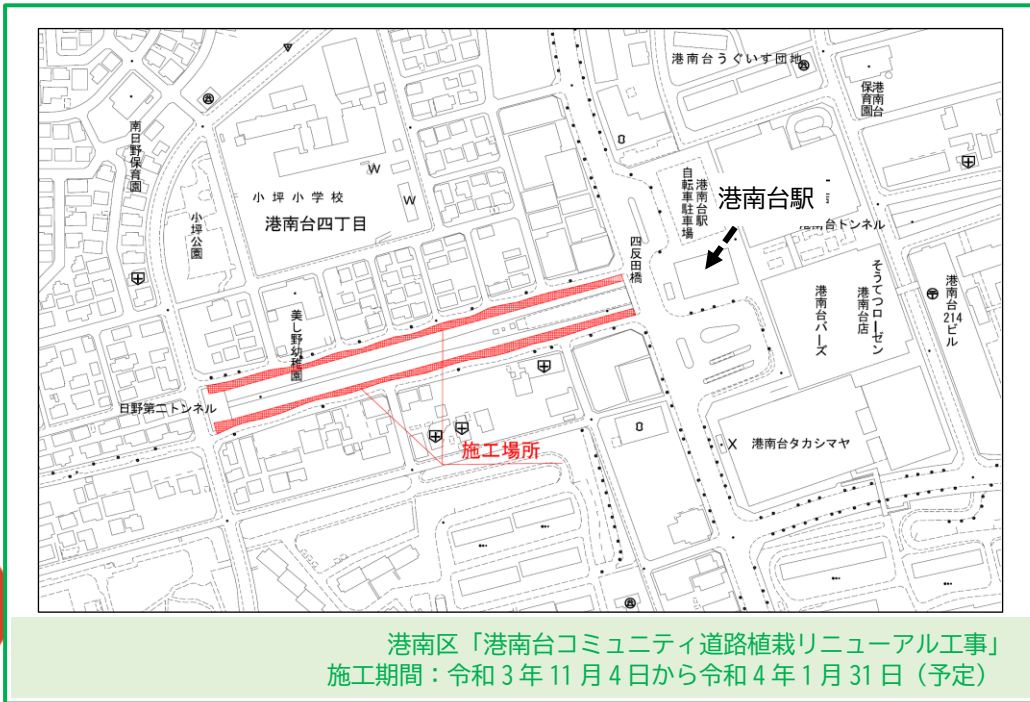 港南台うぐいす団地
港南台
保育園
南日野保育園
小坪小学校
港南台四丁目
W
W
小坪公園
港南台駅
自転車駐車場
港南台駅
港南台トンネル
四反田橋
美し野幼稚園
港南台バーズ
そうてつローゼン
港南台店
港南台214
ビル
日野第二トンネル
施工場所
X
港南台タカシマヤ
港南区「港南台コミュニティ道路植栽リニューアル工事」
施工期間：令和3年11月4日から令和4年1月31日（予定）